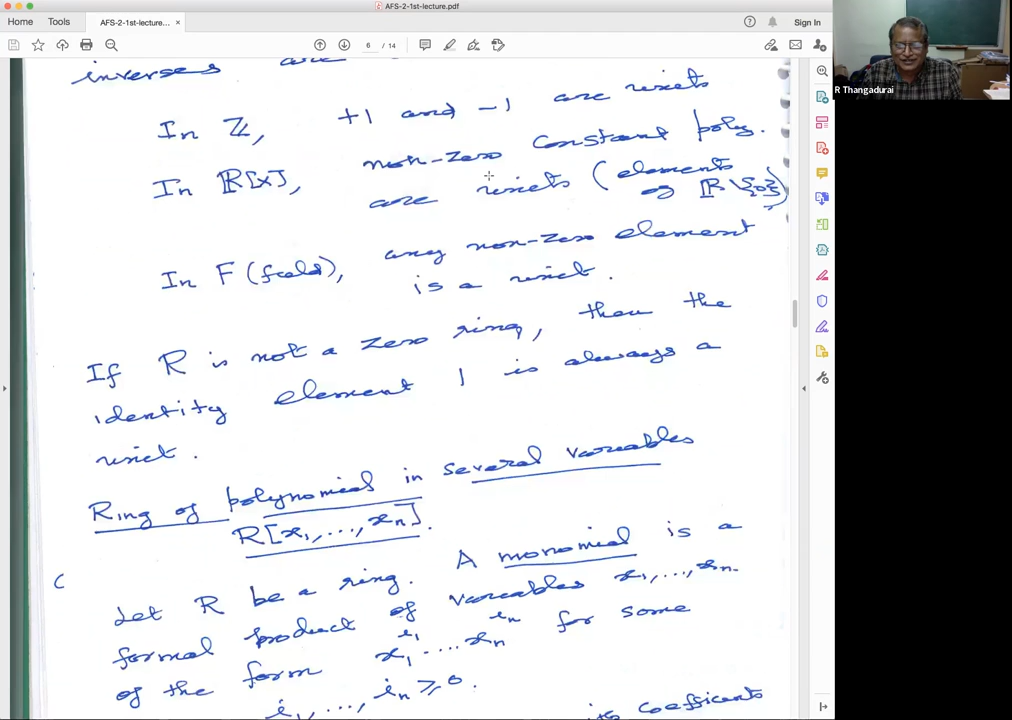 AFS-2-1st-lecture.pdf
Home Tools AFS-2-1st-lecture... × Sign In
6 / 14
R Thangadurai
inverses are
In ℤ, +1 and -1 are units
In ℝ[x], non-zero constant poly.
are units (elements of ℝ\{0})
In F (field), any non-zero element
is a unit.
If R is not a zero ring, then the
identity element 1 is always a
unit.
Ring of polynomial in several variables
R[x₁,...,xₙ].
Let R be a ring. A monomial is a
formal product of variables x₁,...,xₙ.
of the form x₁^i₁ .... xₙ^iₙ for some
i₁, ..., iₙ ≥ 0.
its coefficients